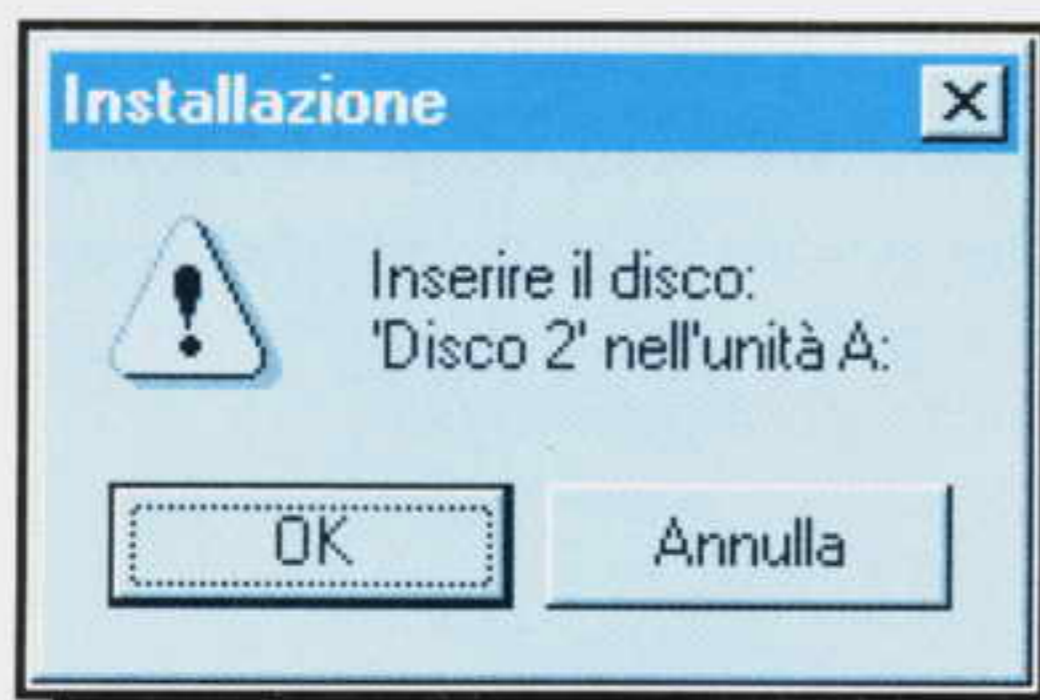 Installazione
Inserire il disco:
'Disco 2' nell'unità A:
OK
Annulla